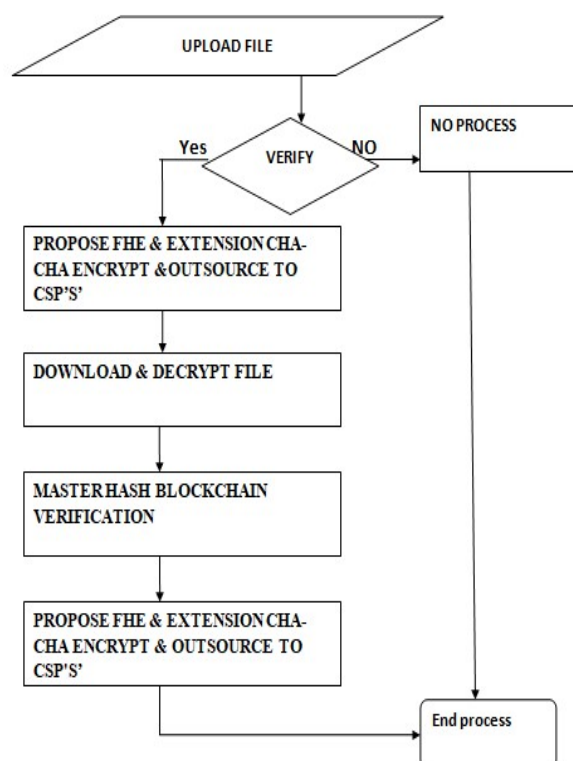 UPLOAD FILE
Yes
VERIFY
NO
NO PROCESS
PROPOSE FHE & EXTENSION CHA-
CHA ENCRYPT &OUTSOURCE TO
CSP'S'
DOWNLOAD & DECRYPT FILE
MASTER HASH BLOCKCHAIN
VERIFICATION
PROPOSE FHE & EXTENSION CHA-
CHA ENCRYPT & OUTSOURCE TO
CSP'S'
End process